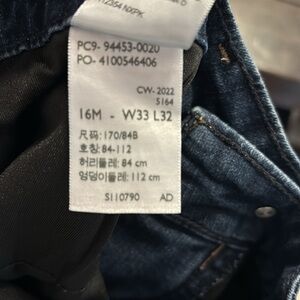 PC9- 94453-0020
PO- 4100546406
CW- 2022
5164
16M - W33 L32
尺码: 170/84B
호칭: 84-112
허리둘레: 84 cm
엉덩이둘레: 112 cm
S110790 AD